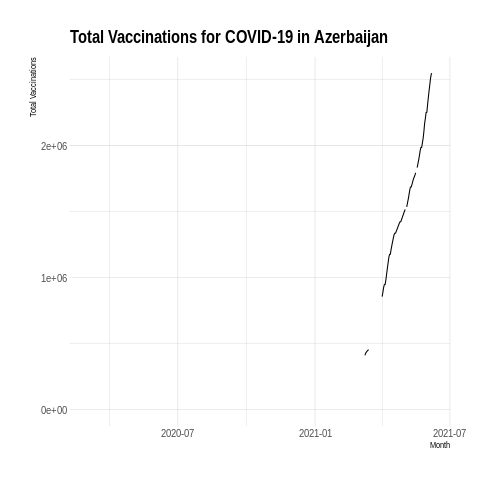 Total Vaccinations for COVID-19 in Azerbaijan
Total Vaccinations
2e+06
1e+06
0e+00
2020-07
2021-01
2021-07
Month